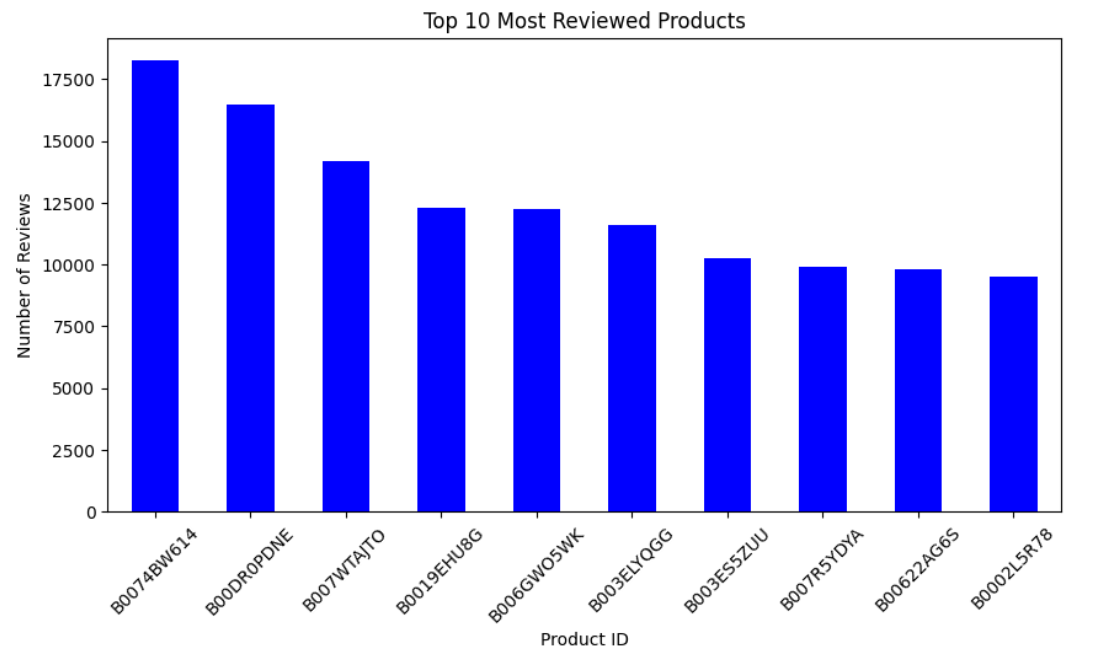 Top 10 Most Reviewed Products
Number of Reviews
17500
15000
12500
10000
7500
5000
2500
0
B0074BW614
B00DR0PDNE
B007WTAJTO
B0019EHU8G
B006GWO5WK
B003ELYQGG
B003ES5ZUU
B007R5YDYA
B00622AG6S
B0002L5R78
Product ID